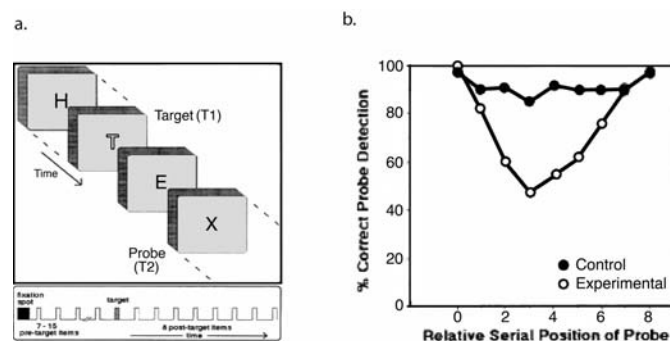 a.
H
T
Target (T1)
Time
E
X
Probe
(T2)
fixation
spot
target
7 - 15
pre-target items
8 post-target items
time
b.
% Correct Probe Detection
100
80
60
40
20
0
Control
Experimental
0 2 4 6 8
Relative Serial Position of Probe